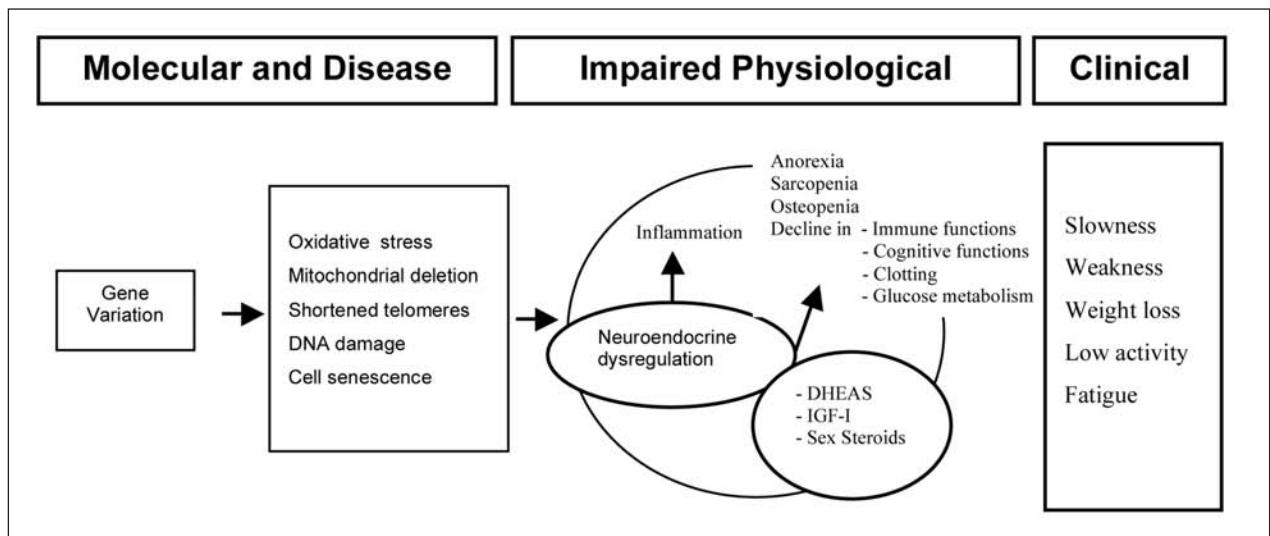 Molecular and Disease
Impaired Physiological
Clinical
Gene
Variation
Oxidative stress
Mitochondrial deletion
Shortened telomeres
DNA damage
Cell senescence
Inflammation
Neuroendocrine
dysregulation
Anorexia
Sarcopenia
Osteopenia
Decline in - Immune functions
- Cognitive functions
- Clotting
- Glucose metabolism
- DHEAS
- IGF-I
- Sex Steroids
Slowness
Weakness
Weight loss
Low activity
Fatigue